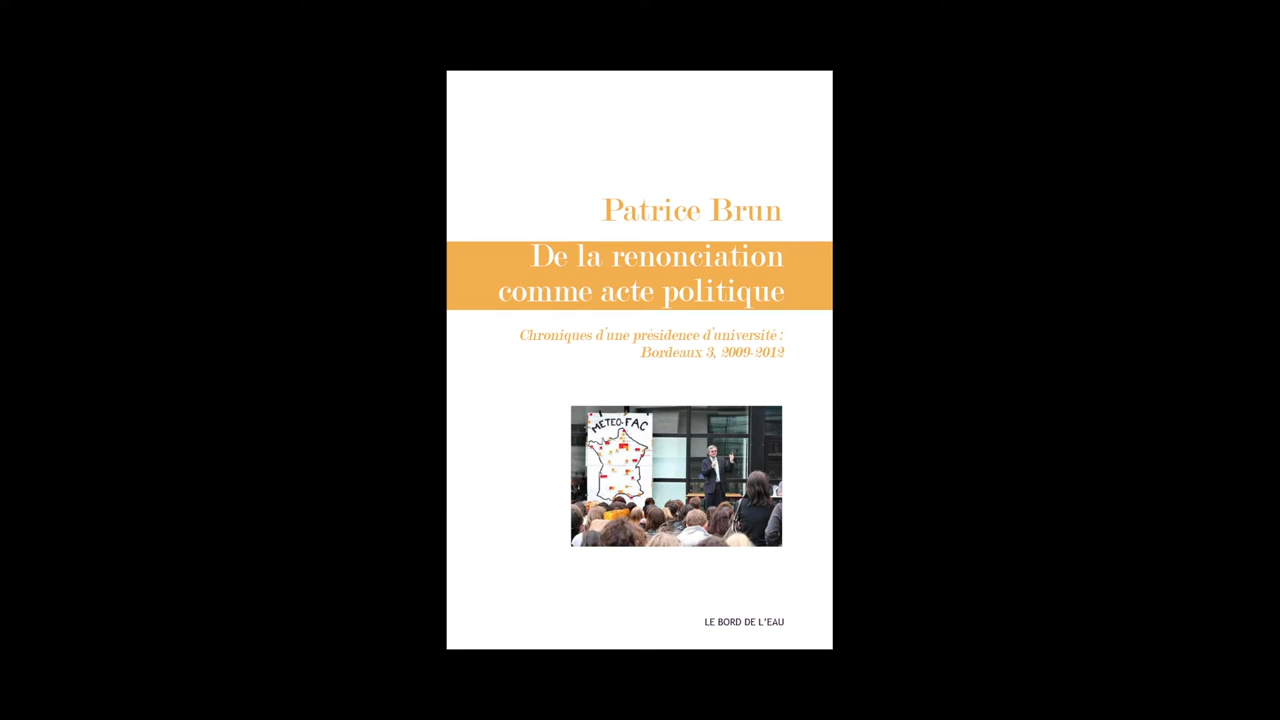 Patrice Brun
De la renonciation
comme acte politique
Chroniques d'une présidence d'université :
Bordeaux 3, 2009-2012
METEO-FAC
LE BORD DE L'EAU